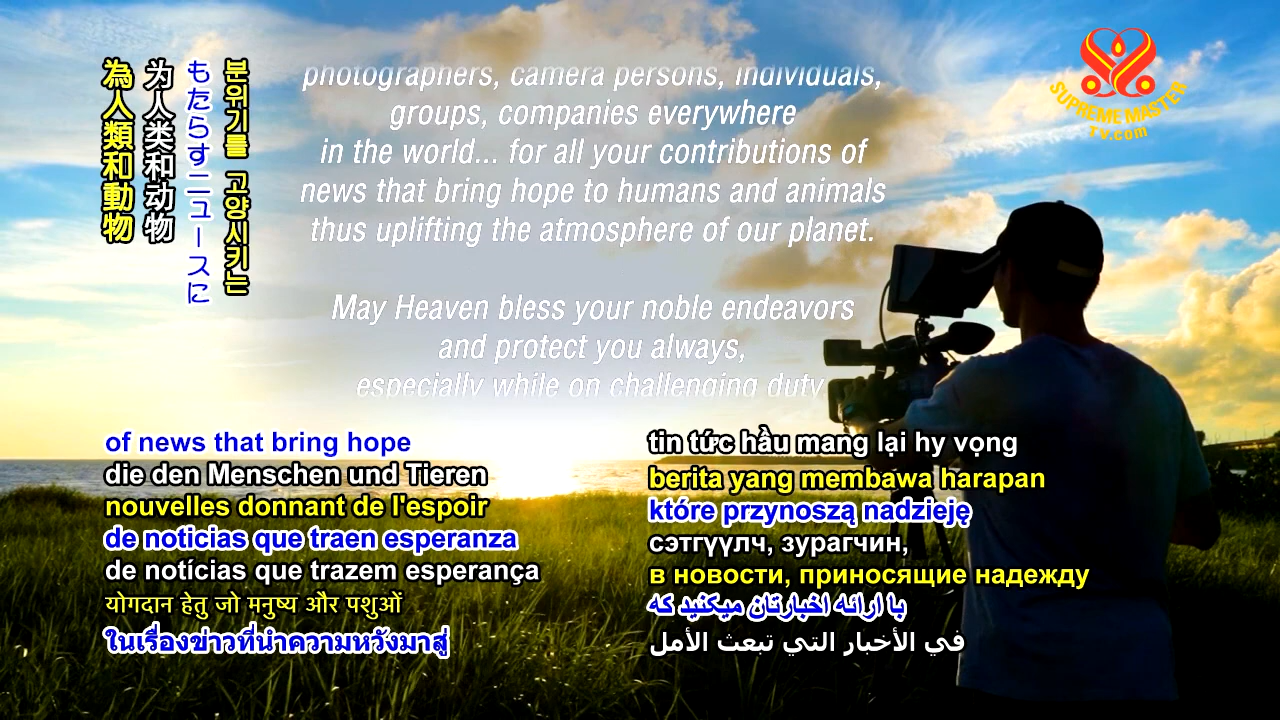 為人類和動物
为人类和动物
もたらすニュースに
분위기를 고양시키는
photographers, camera persons, individuals,
groups, companies everywhere
in the world... for all your contributions of
news that bring hope to humans and animals
thus uplifting the atmosphere of our planet.
May Heaven bless your noble endeavors
and protect you always,
especially while on challenging duty
SUPREME MASTER
TV.com
of news that bring hope
die den Menschen und Tieren
nouvelles donnant de l'espoir
de noticias que traen esperanza
de notícias que trazem esperança
योगदान हेतु जो मनुष्य और पशुओं
ในเรื่องข่าวที่นำความหวังมาสู่
tin tức hầu mang lại hy vọng
berita yang membawa harapan
które przynoszą nadzieję
сэтгүүлч, зурагчин,
в новости, приносящие надежду
با ارائه اخبارتان میکنید که
في الأخبار التي تبعث الأمل